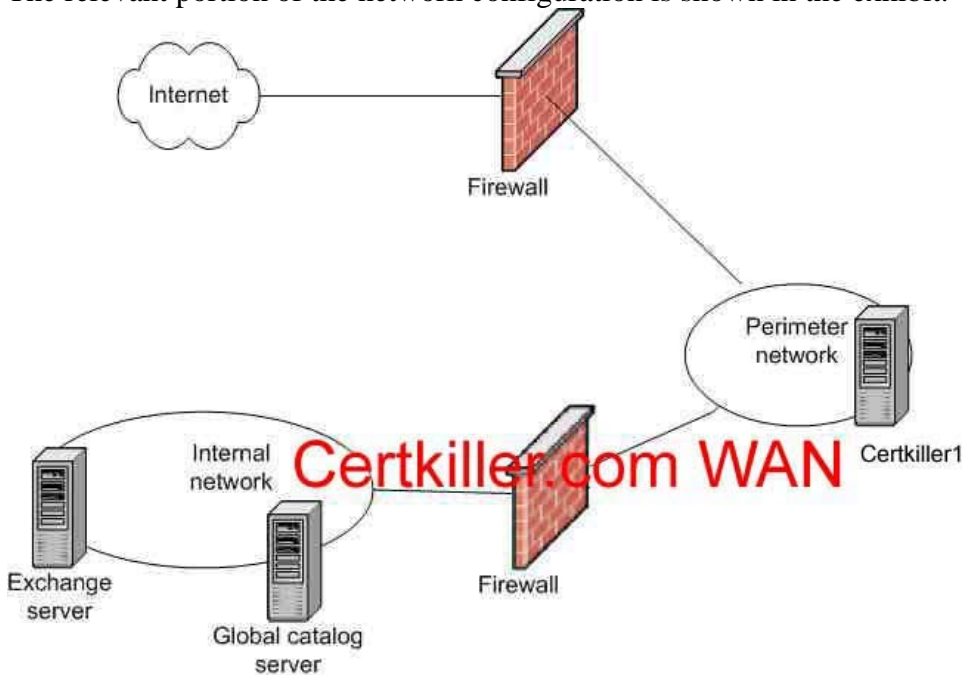 The relevant portion of the network configuration is shown in the exhibit.
Internet
Firewall
Perimeter
network
Certkiller1
Internal
network
Certkiller.com WAN
Exchange
server
Firewall
Global catalog
server